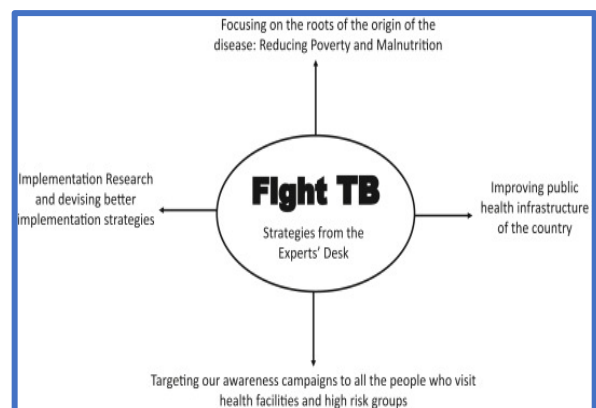 Focusing on the roots of the origin of the
disease: Reducing Poverty and Malnutrition
Implementation Research
and devising better
implementation strategies
Fight TB
Strategies from the
Experts' Desk
Improving public
health infrastructure
of the country
Targeting our awareness campaigns to all the people who visit
health facilities and high risk groups